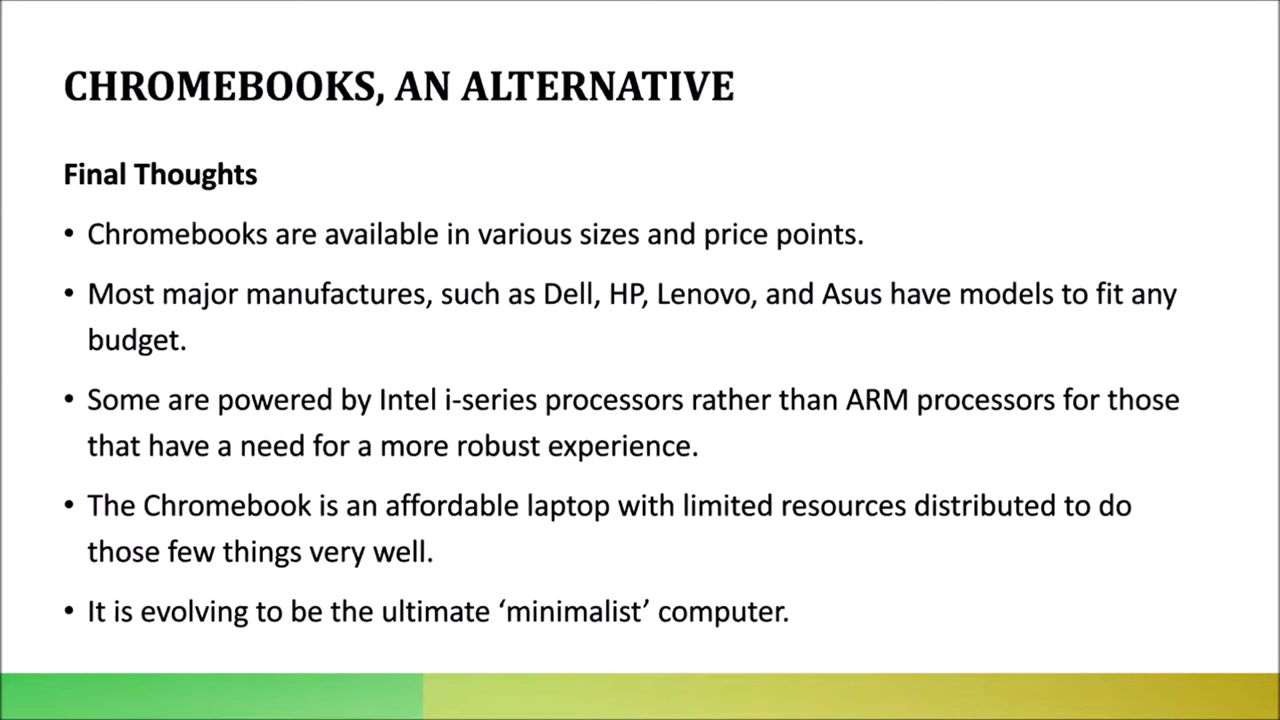 CHROMEBOOKS, AN ALTERNATIVE
Final Thoughts
• Chromebooks are available in various sizes and price points.
• Most major manufactures, such as Dell, HP, Lenovo, and Asus have models to fit any
budget.
• Some are powered by Intel i-series processors rather than ARM processors for those
that have a need for a more robust experience.
• The Chromebook is an affordable laptop with limited resources distributed to do
those few things very well.
• It is evolving to be the ultimate ‘minimalist’ computer.